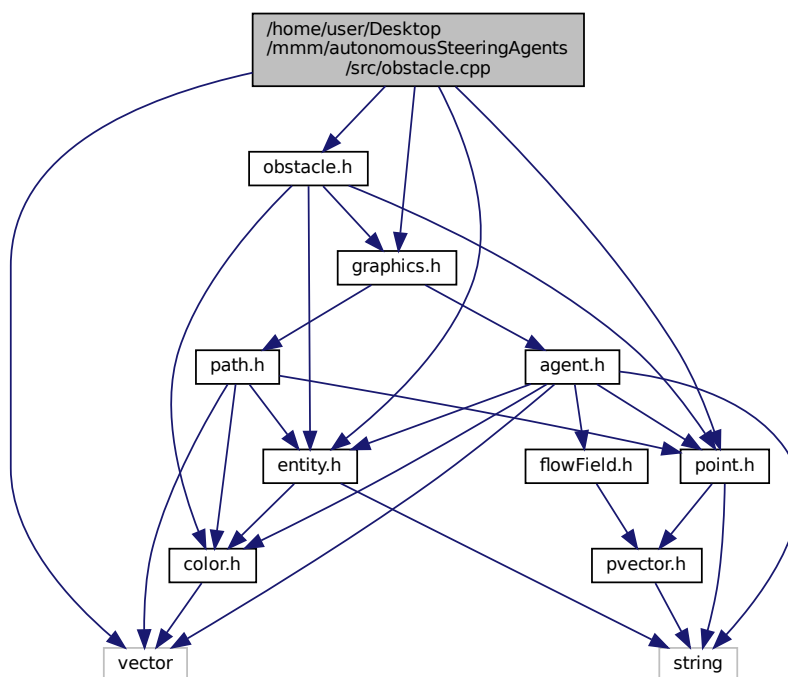 /home/user/Desktop
/mmm/autonomousSteeringAgents
/src/obstacle.cpp
obstacle.h
graphics.h
path.h
agent.h
entity.h
flowField.h
point.h
color.h
pvector.h
vector
string